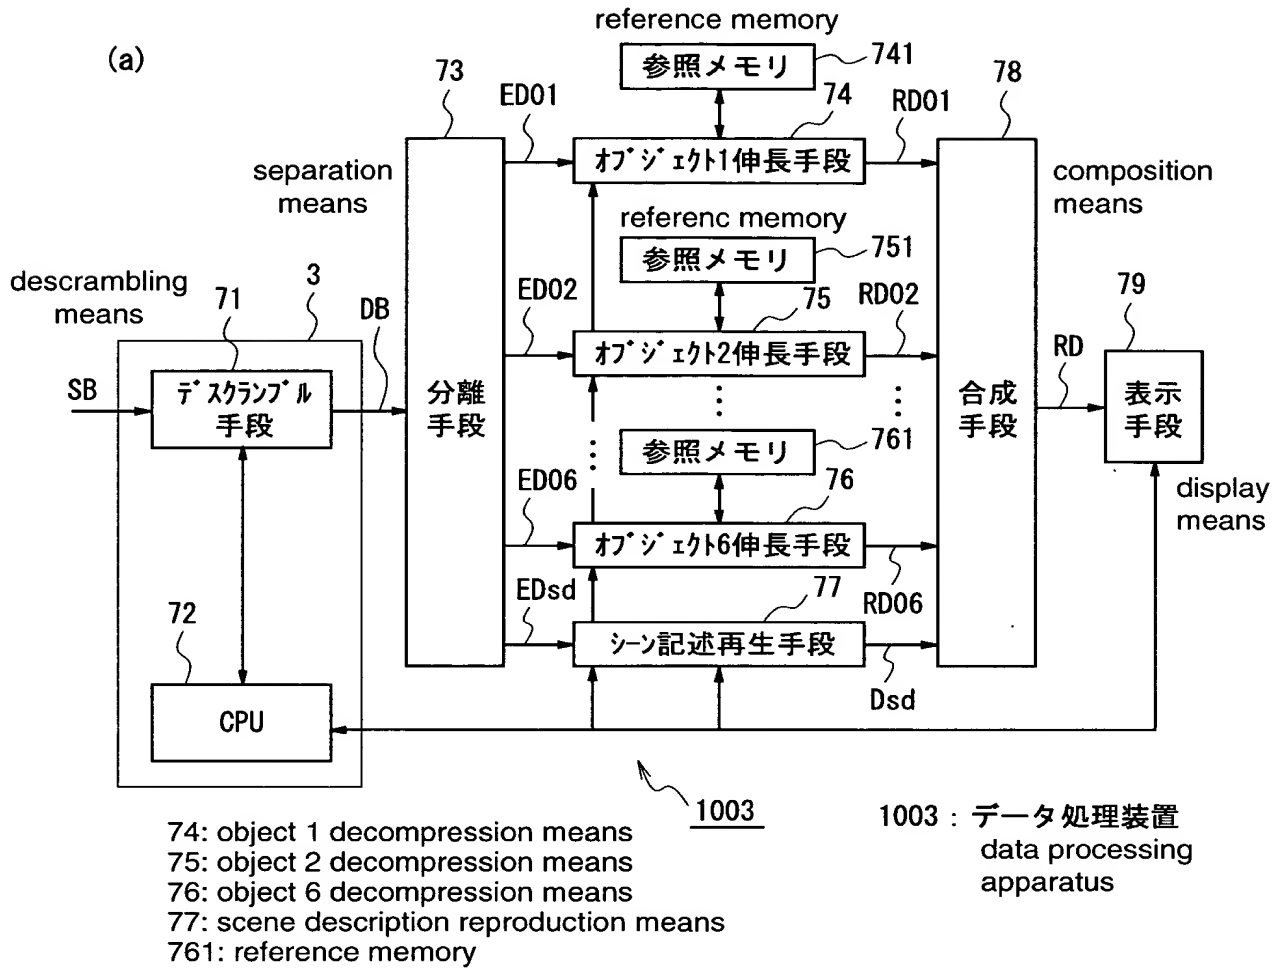 (a)
reference memory
参照メモリ
741
73
ED01
74
RD01
78
オブジェクト1伸長手段
separation
means
composition
means
referenc memory
参照メモリ
751
descrambling
means
71
3
DB
ED02
75
RD02
79
オブジェクト2伸長手段
SB
デスクランブル
手段
分離
手段
合成
手段
RD
表示
手段
参照メモリ
761
ED06
76
display
means
オブジェクト6伸長手段
EDsd
77
RD06
72
シーン記述再生手段
Dsd
CPU
1003
1003 : データ処理装置
data processing
apparatus
74: object 1 decompression means
75: object 2 decompression means
76: object 6 decompression means
77: scene description reproduction means
761: reference memory